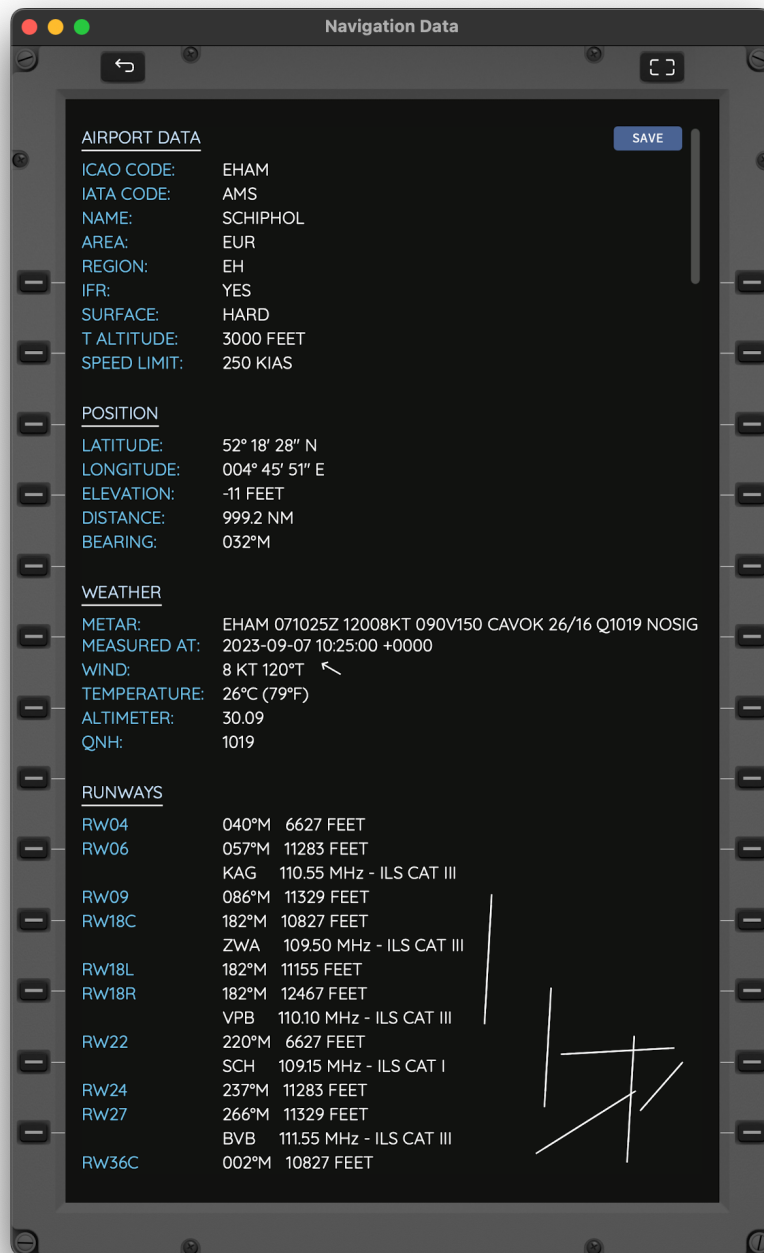 Navigation Data
AIRPORT DATA SAVE
ICAO CODE: EHAM
IATA CODE: AMS
NAME: SCHIPHOL
AREA: EUR
REGION: EH
IFR: YES
SURFACE: HARD
T ALTITUDE: 3000 FEET
SPEED LIMIT: 250 KIAS
POSITION
LATITUDE: 52° 18' 28" N
LONGITUDE: 004° 45' 51" E
ELEVATION: -11 FEET
DISTANCE: 999.2 NM
BEARING: 032°M
WEATHER
METAR: EHAM 071025Z 12008KT 090V150 CAVOK 26/16 Q1019 NOSIG
MEASURED AT: 2023-09-07 10:25:00 +0000
WIND: 8 KT 120°T
TEMPERATURE: 26°C (79°F)
ALTIMETER: 30.09
QNH: 1019
RUNWAYS
RW04 040°M 6627 FEET
RW06 057°M 11283 FEET
KAG 110.55 MHz - ILS CAT III
RW09 086°M 11329 FEET
RW18C 182°M 10827 FEET
ZWA 109.50 MHz - ILS CAT III
RW18L 182°M 11155 FEET
RW18R 182°M 12467 FEET
VPB 110.10 MHz - ILS CAT III
RW22 220°M 6627 FEET
SCH 109.15 MHz - ILS CAT I
RW24 237°M 11283 FEET
RW27 266°M 11329 FEET
BVB 111.55 MHz - ILS CAT III
RW36C 002°M 10827 FEET